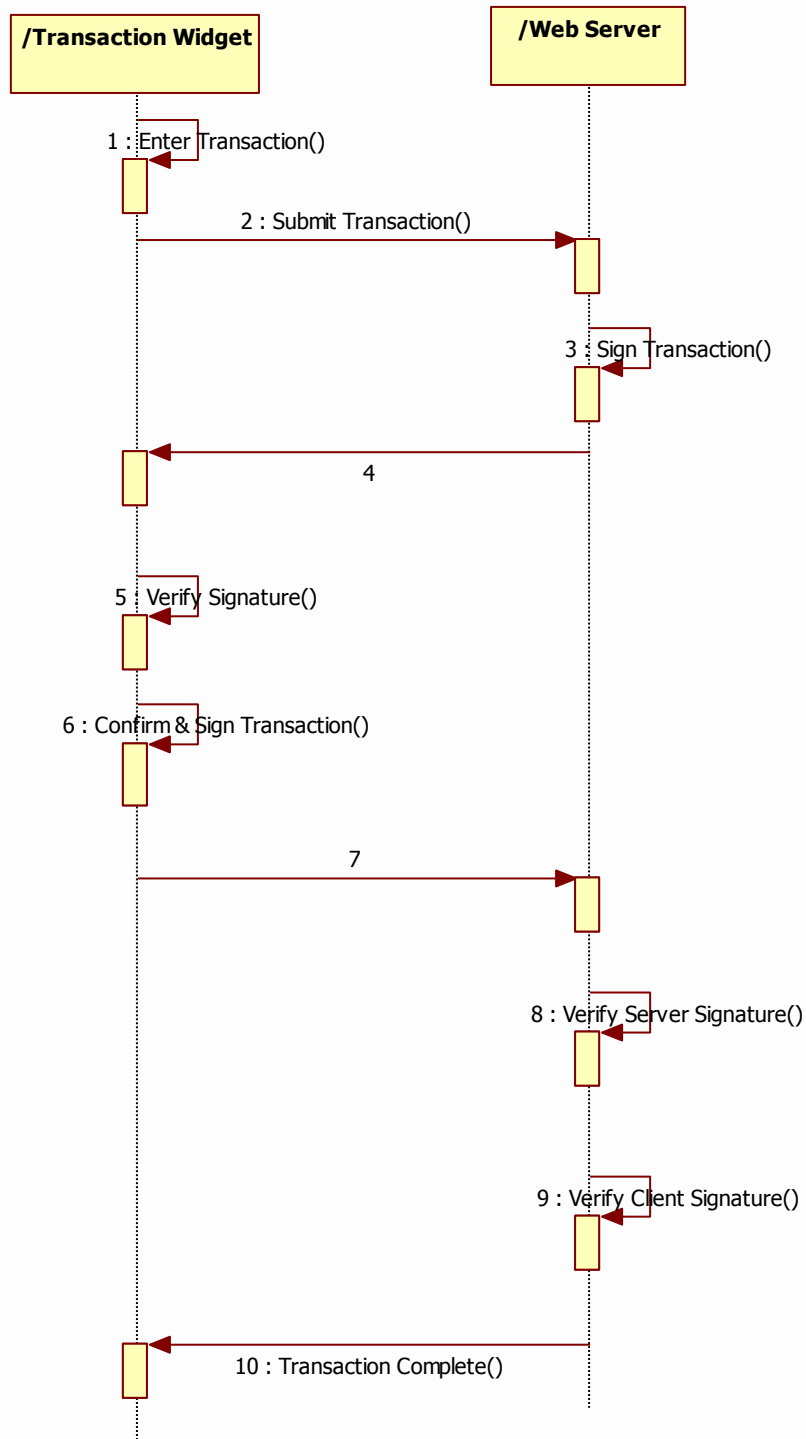 /Transaction Widget
/Web Server
1 : Enter Transaction()
2 : Submit Transaction()
3 : Sign Transaction()
4
5 : Verify Signature()
6 : Confirm & Sign Transaction()
7
8 : Verify Server Signature()
9 : Verify Client Signature()
10 : Transaction Complete()